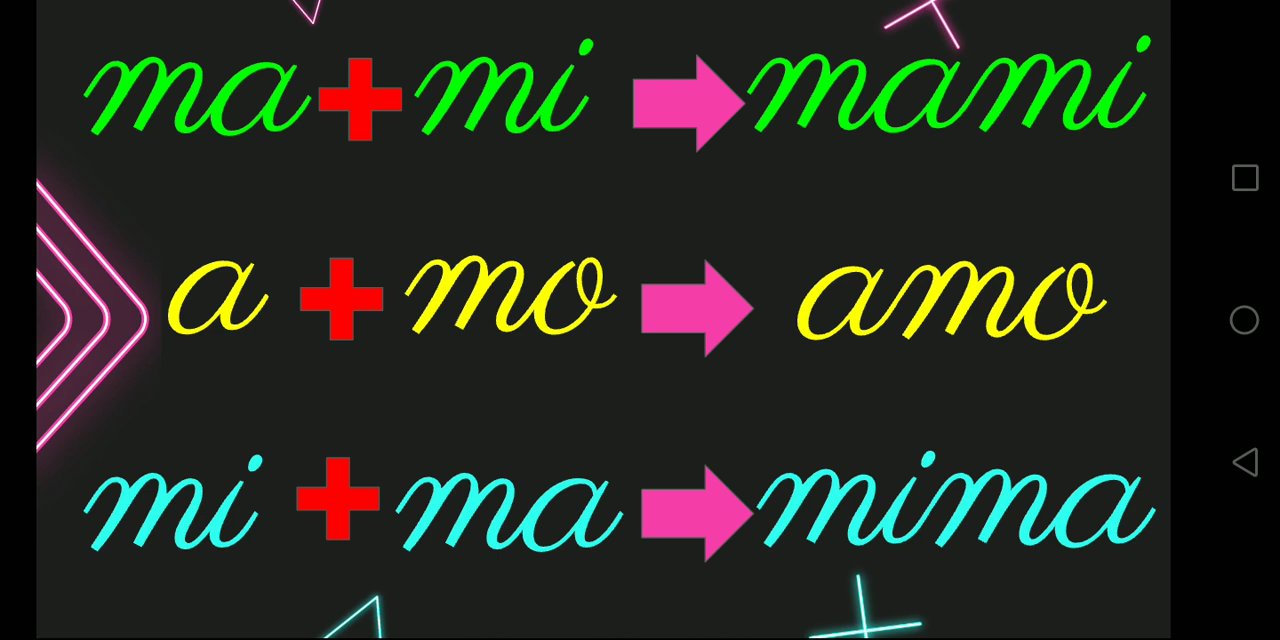 ma + mi ➡ mami
a + mo ➡ amo
mi + ma ➡ mima